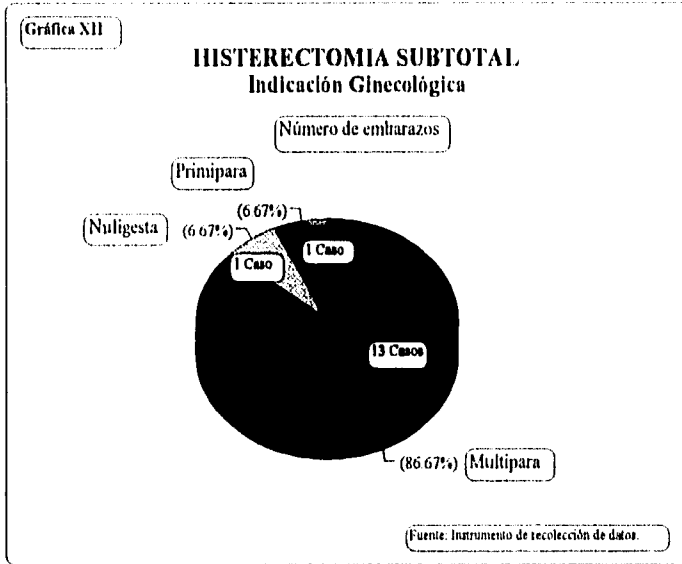 Gráfica XII
HISTERECTOMIA SUBTOTAL
Indicación Ginecológica
Número de embarazos
Primipara
(6.67%)
Nuligesta
(6.67%)
1 Caso
1 Caso
13 Casos
(86.67%)
Multipara
Fuente: Instrumento de recolección de datos.